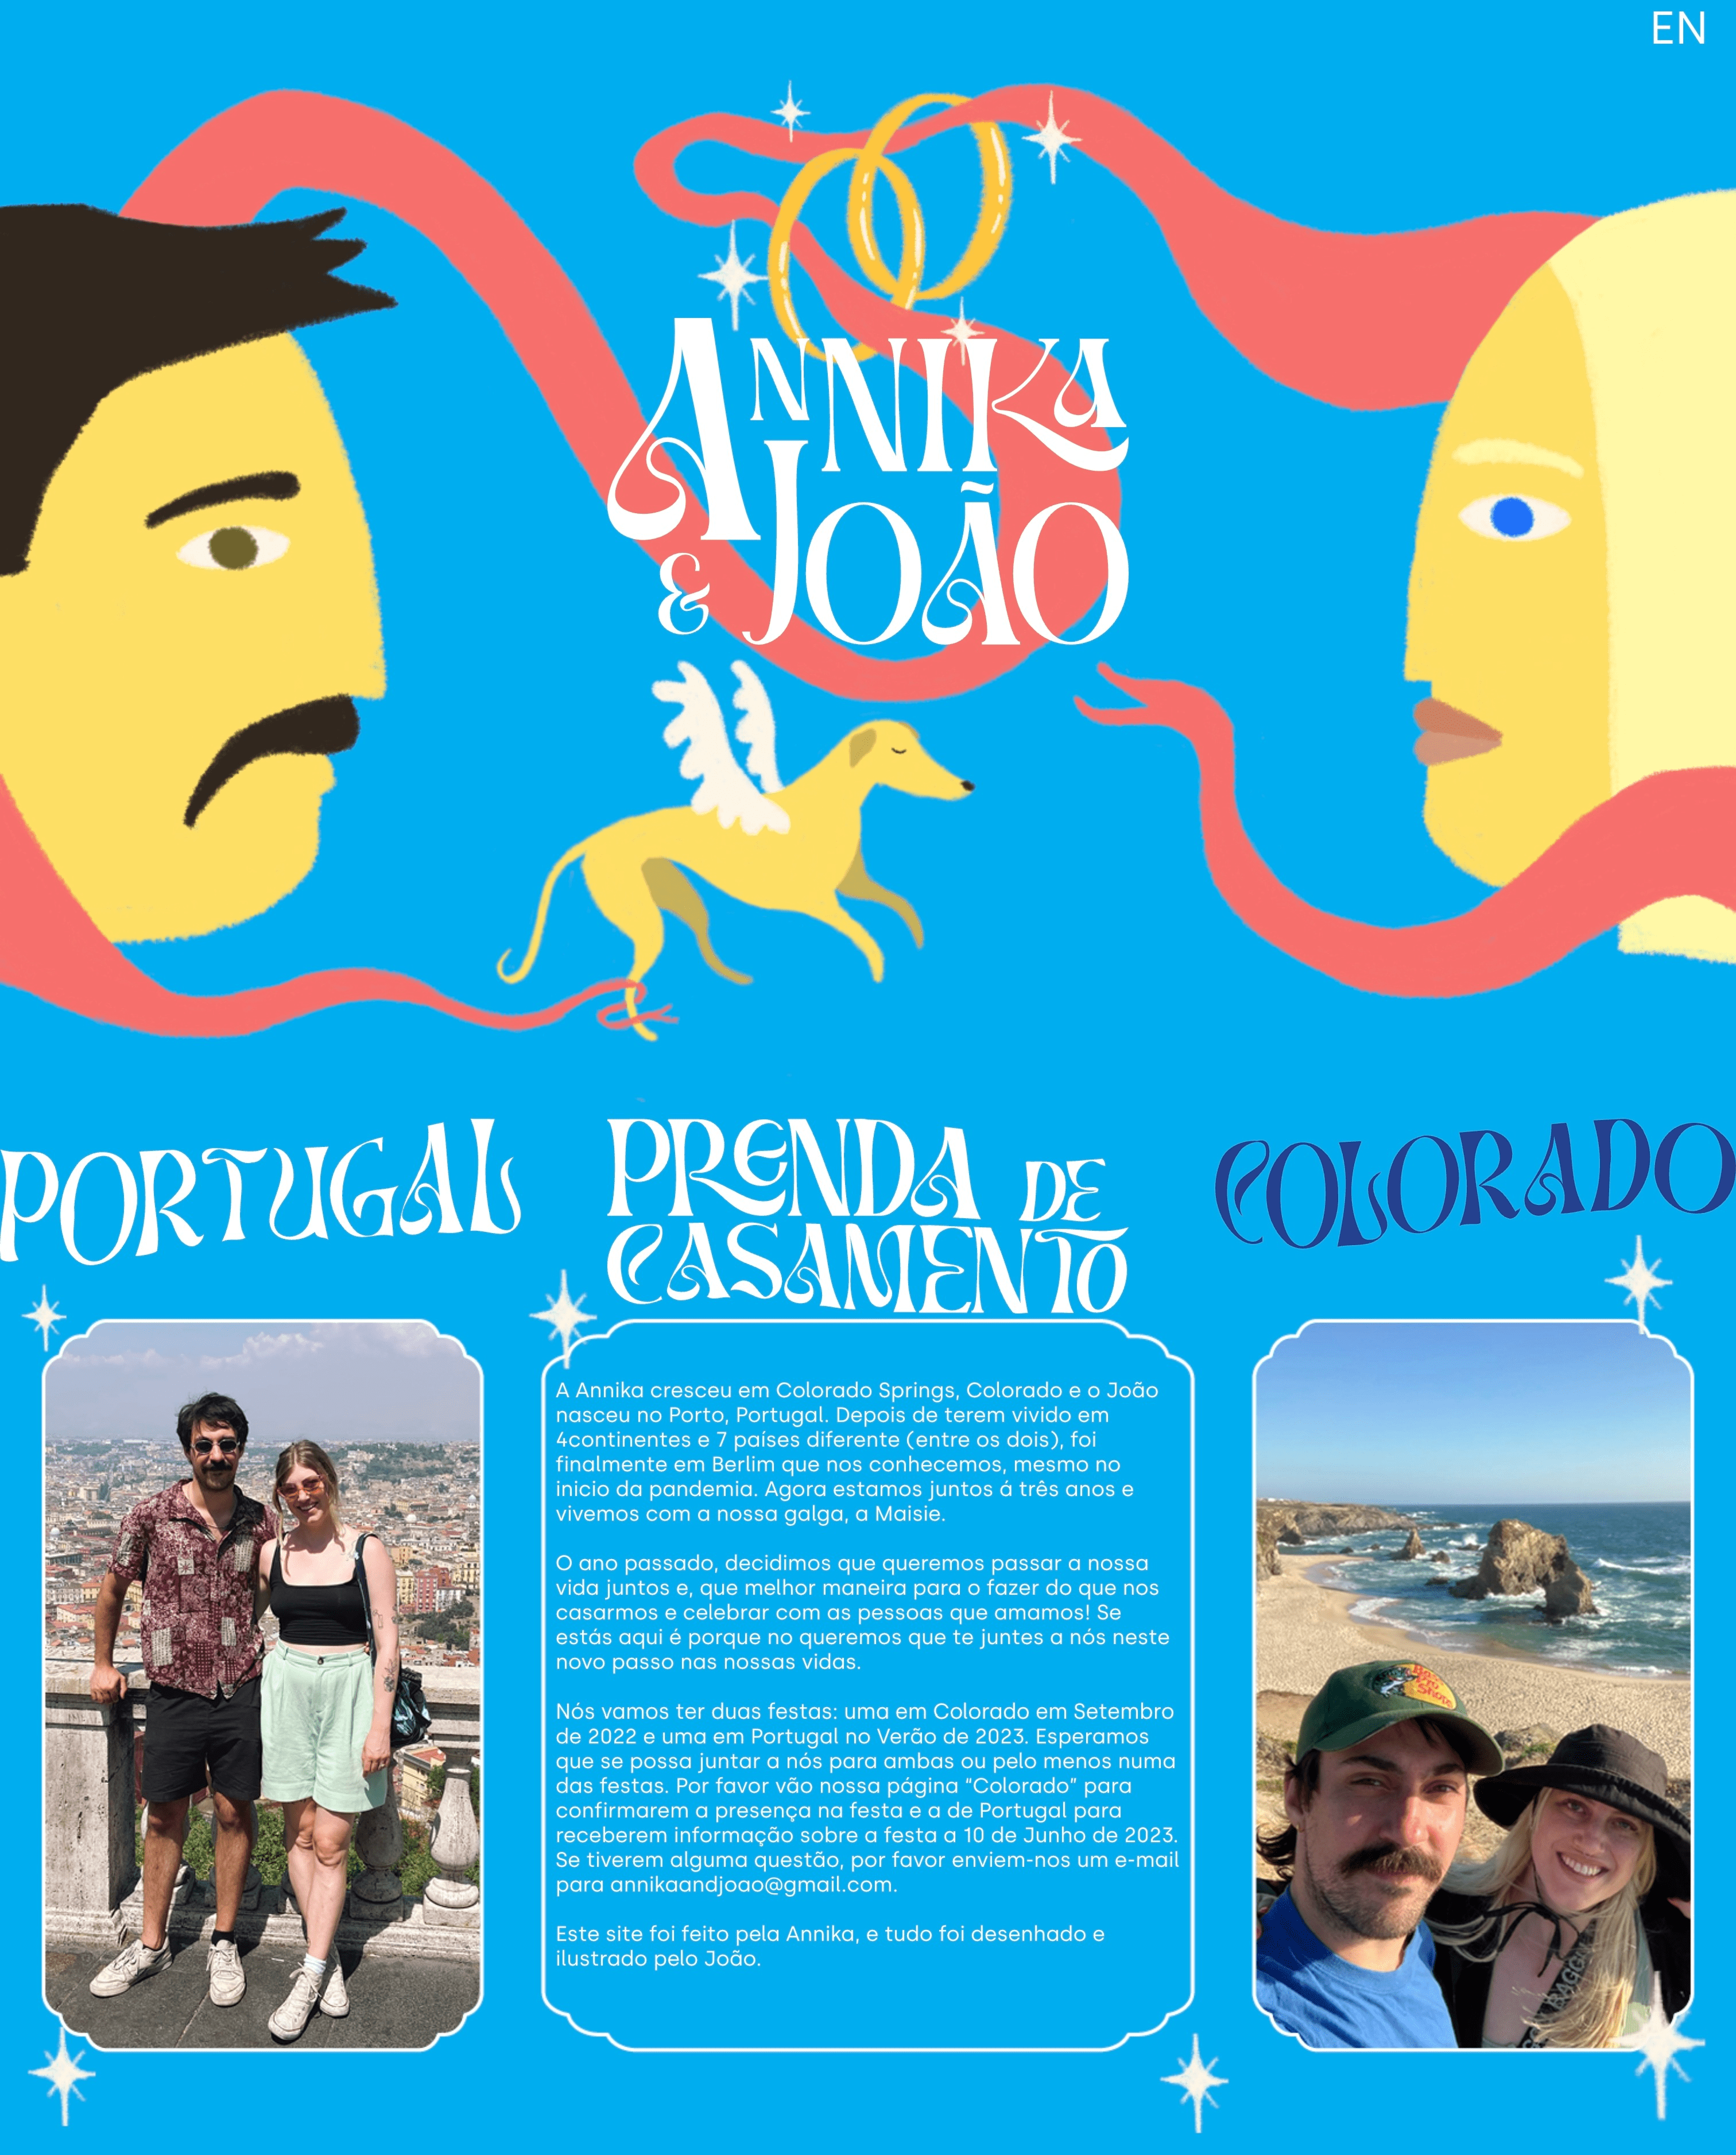 EN
ANNIKA
& JOÃO
PORTUGAL
PRENDA DE
CASAMENTO
COLORADO
A Annika cresceu em Colorado Springs, Colorado e o João
nasceu no Porto, Portugal. Depois de terem vivido em
4continentes e 7 países diferente (entre os dois), foi
finalmente em Berlim que nos conhecemos, mesmo no
inicio da pandemia. Agora estamos juntos á três anos e
vivemos com a nossa galga, a Maisie.
O ano passado, decidimos que queremos passar a nossa
vida juntos e, que melhor maneira para o fazer do que nos
casarmos e celebrar com as pessoas que amamos! Se
estás aqui é porque no queremos que te juntes a nós neste
novo passo nas nossas vidas.
Nós vamos ter duas festas: uma em Colorado em Setembro
de 2022 e uma em Portugal no Verão de 2023. Esperamos
que se possa juntar a nós para ambas ou pelo menos numa
das festas. Por favor vão nossa página “Colorado” para
confirmarem a presença na festa e a de Portugal para
receberem informação sobre a festa a 10 de Junho de 2023.
Se tiverem alguma questão, por favor enviem-nos um e-mail
para annikaandjoao@gmail.com.
Este site foi feito pela Annika, e tudo foi desenhado e
ilustrado pelo João.
Bass
Pro
Shops